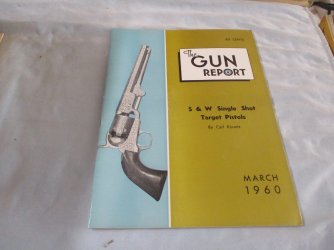 The
GUN
REPORT
S & W Single Shot
Target Pistols
MARCH
1960